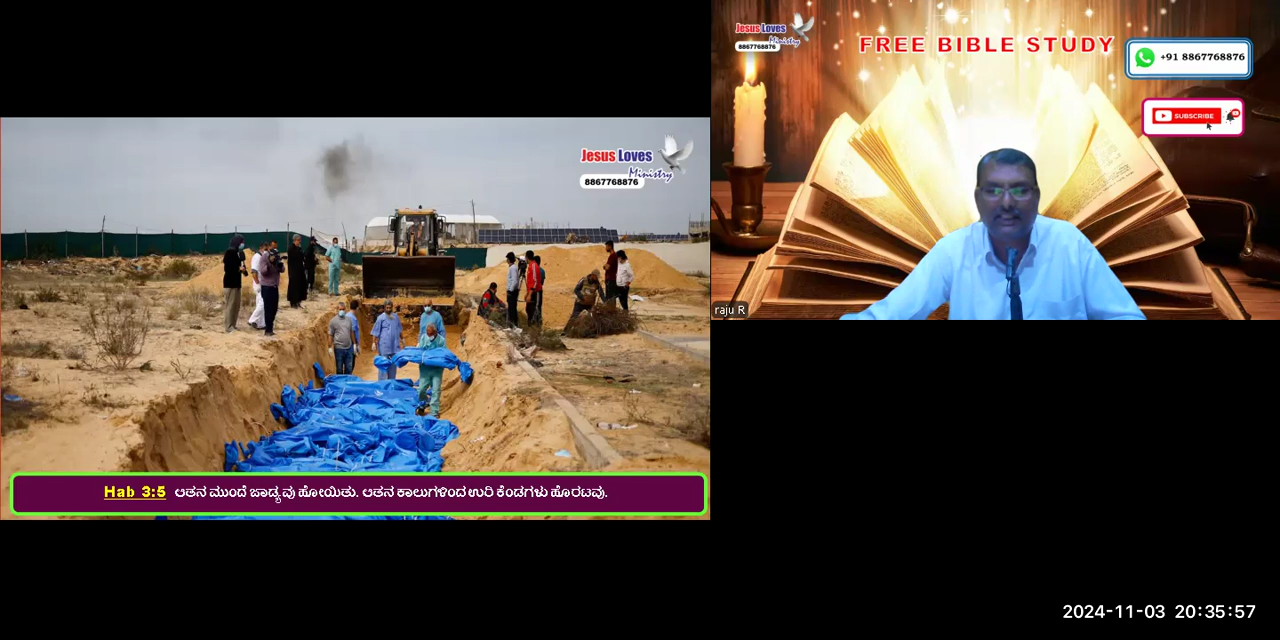 Jesus Loves
Ministry
8867768876
Hab 3:5 ಆತನ ಮುಂದೆ ಜಾಡ್ಯವು ಹೋಯಿತು. ಆತನ ಕಾಲುಗಳಿಂದ ಉರಿ ಕೆಂಡಗಳು ಹೊರಟವು.
Jesus Loves
Ministry
8867768876
FREE BIBLE STUDY
+91 8867768876
SUBSCRIBE
raju R
2024-11-03 20:35:57